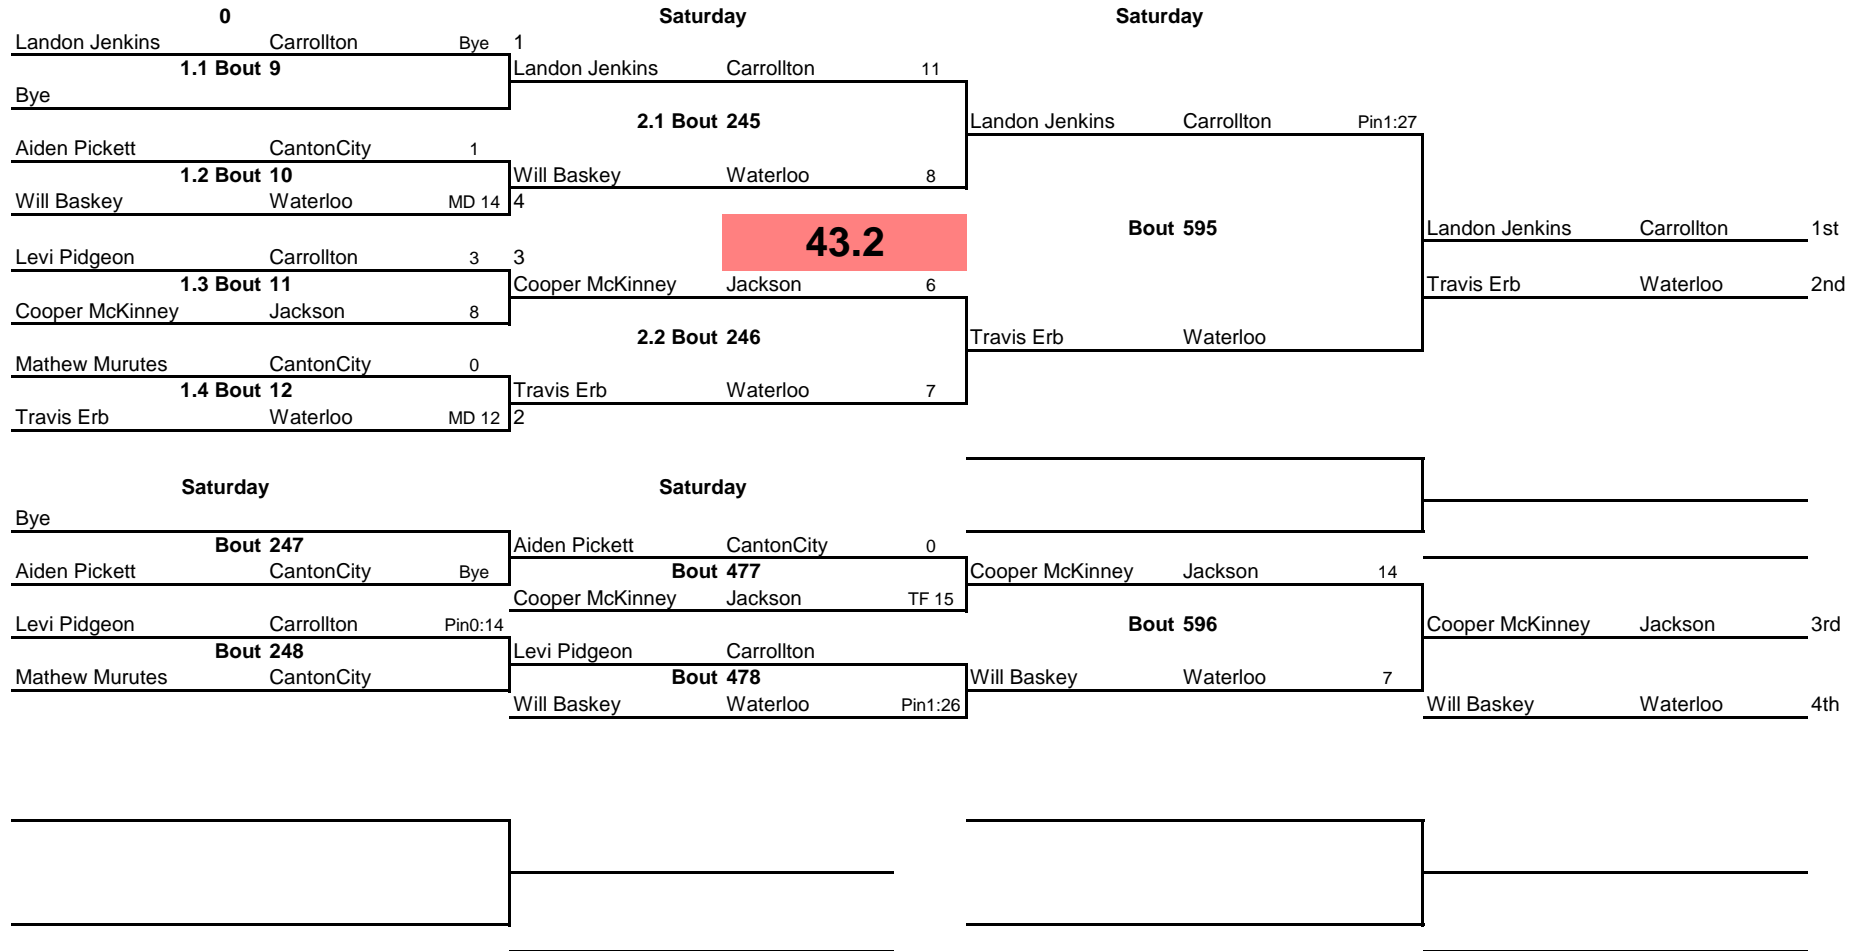 0 Saturday Saturday
Landon Jenkins Carrollton Bye 1
1.1 Bout 9 Landon Jenkins Carrollton 11
Bye
2.1 Bout 245 Landon Jenkins Carrollton Pin1:27
Aiden Pickett CantonCity 1
1.2 Bout 10 Will Baskey Waterloo 8
Will Baskey Waterloo MD 14 4
43.2 Bout 595 Landon Jenkins Carrollton 1st
Levi Pidgeon Carrollton 3 3
1.3 Bout 11 Cooper McKinney Jackson 6 Travis Erb Waterloo 2nd
Cooper McKinney Jackson 8
2.2 Bout 246 Travis Erb Waterloo
Mathew Murutes CantonCity 0
1.4 Bout 12 Travis Erb Waterloo 7
Travis Erb Waterloo MD 12 2
Saturday Saturday
Bye
Bout 247 Aiden Pickett CantonCity 0
Aiden Pickett CantonCity Bye Bout 477 Cooper McKinney Jackson 14
Cooper McKinney Jackson TF 15
Levi Pidgeon Carrollton Pin0:14 Bout 596 Cooper McKinney Jackson 3rd
Bout 248 Levi Pidgeon Carrollton
Mathew Murutes CantonCity Bout 478 Will Baskey Waterloo 7
Will Baskey Waterloo Pin1:26 Will Baskey Waterloo 4th